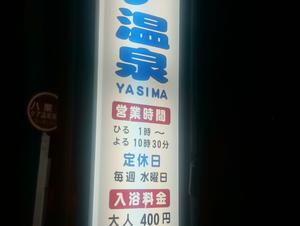 温泉
YASIMA
営業時間
ひる 1時～
よる 10時30分
定休日
毎週 水曜日
入浴料金
大人 400円